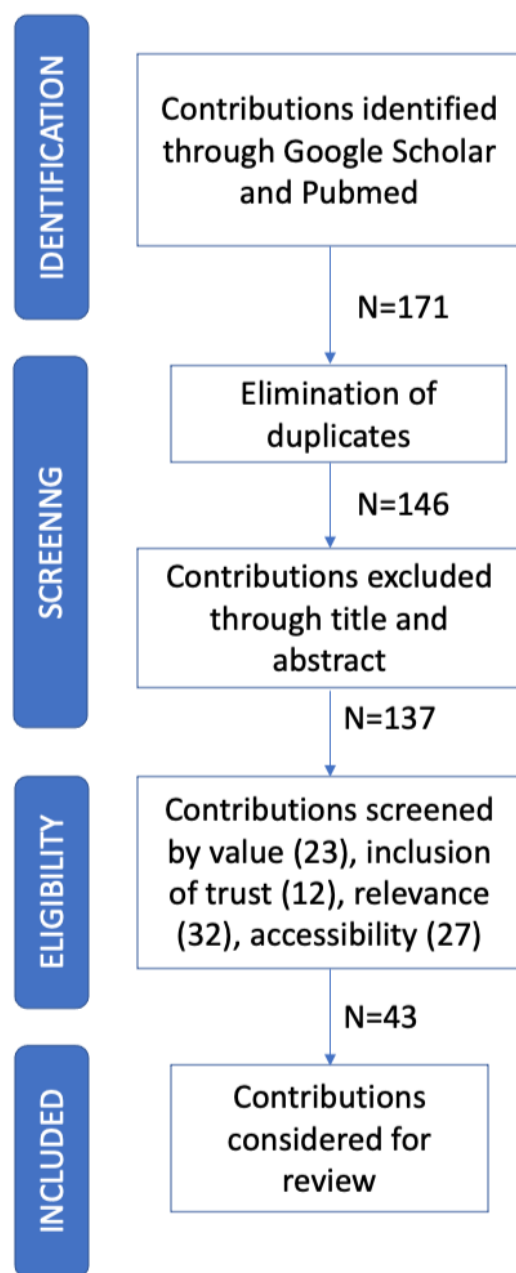 IDENTIFICATION
Contributions identified
through Google Scholar
and Pubmed
N=171
SCREENNG
Elimination of
duplicates
N=146
Contributions excluded
through title and
abstract
N=137
ELIGIBILITY
Contributions screened
by value (23), inclusion
of trust (12), relevance
(32), accessibility (27)
N=43
INCLUDED
Contributions
considered for
review